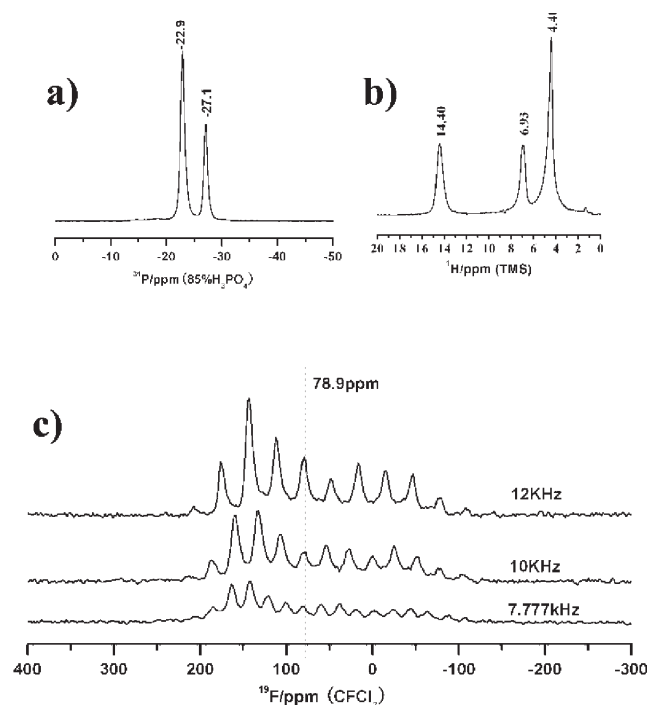 a)
-22.9
-27.1
0 -10 -20 -30 -40 -50
³¹P/ppm (85%H₃PO₄)
b)
14.40
6.93
20 18 16 14 12 10 8 6 4 2 0
¹H/ppm (TMS)
c)
78.9ppm
12KHz
10KHz
7.777kHz
400 300 200 100 0 -100 -200 -300
¹⁹F/ppm (CFCl₃)